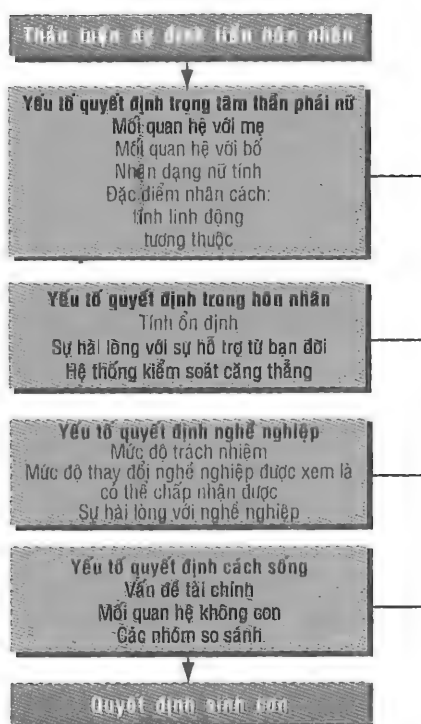 Thảo luận dự định tiền hôn nhân
Yếu tố quyết định trong tâm thần phái nữ
Mối quan hệ với mẹ
Mối quan hệ với bố
Nhận dạng nữ tính
Đặc điểm nhân cách:
tính linh động
tương thuộc
Yếu tố quyết định trong hôn nhân
Tính ổn định
Sự hài lòng với sự hỗ trợ từ bạn đời
Hệ thống kiểm soát căng thẳng
Yếu tố quyết định nghề nghiệp
Mức độ trách nhiệm
Mức độ thay đổi nghề nghiệp được xem là
có thể chấp nhận được
Sự hài lòng với nghề nghiệp
Yếu tố quyết định cách sống
Vấn đề tài chính
Mối quan hệ không con
Các nhóm so sánh
Quyết định sinh con